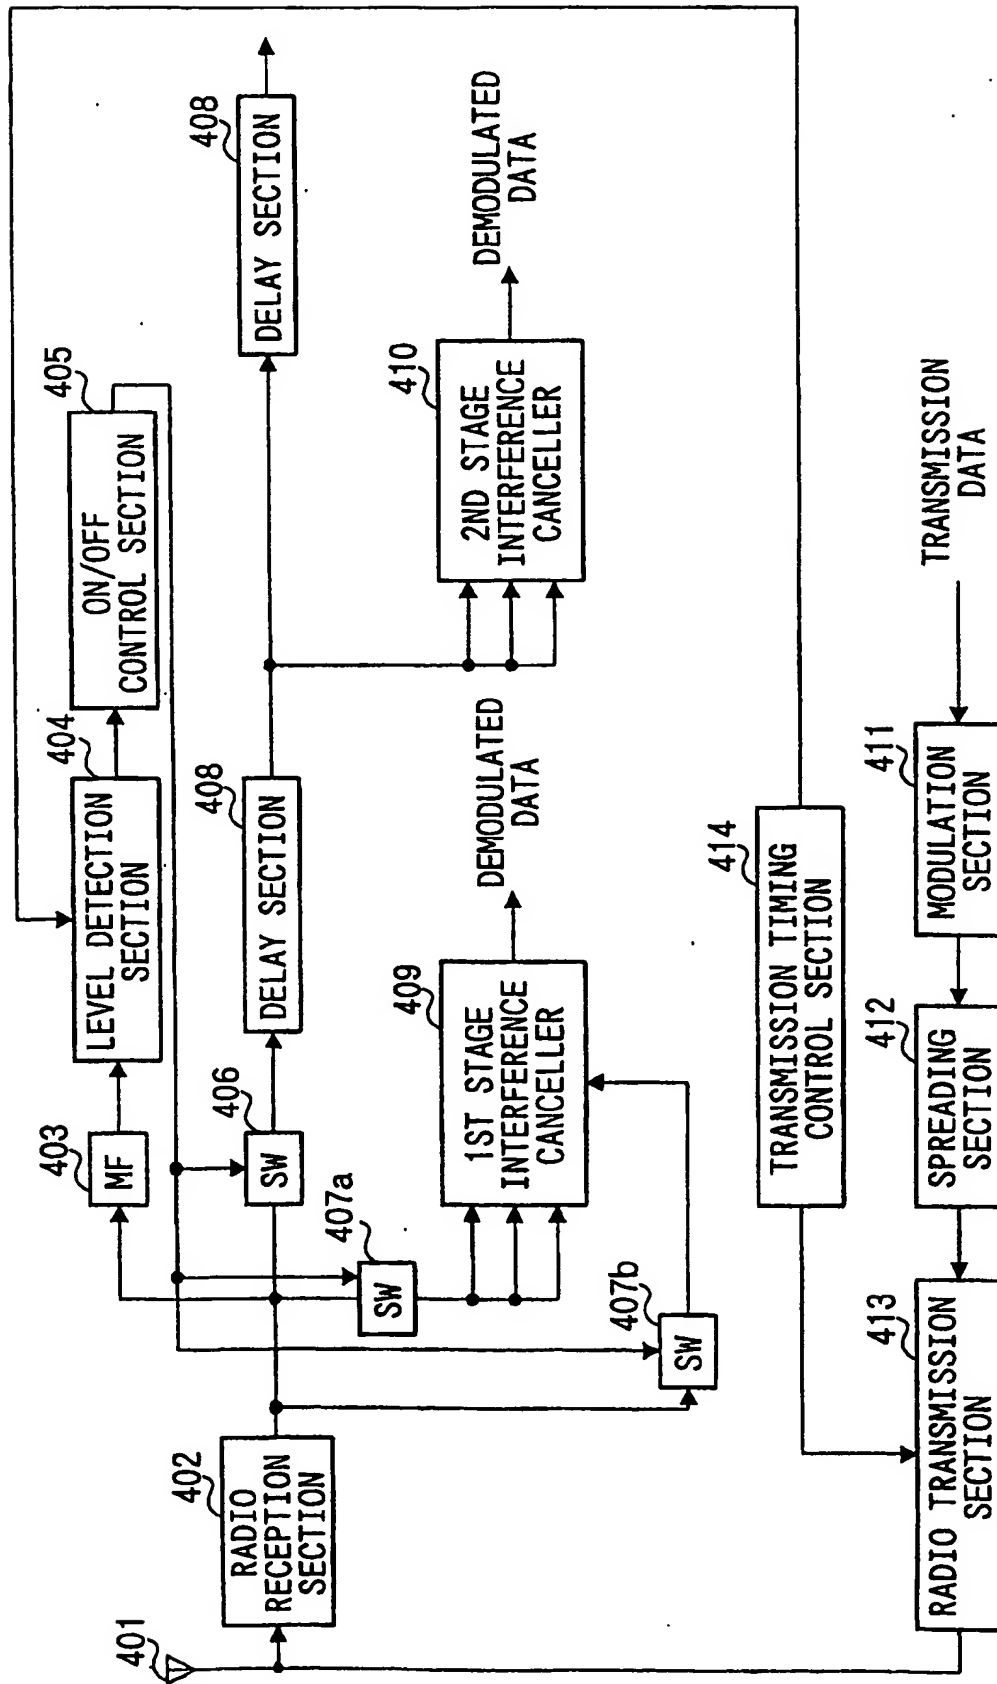 401
402
RADIO
RECEPTION
SECTION
403
MF
404
LEVEL DETECTION
SECTION
405
ON/OFF
CONTROL SECTION
406
SW
407a
SW
407b
SW
408
DELAY SECTION
408
DELAY SECTION
409
1ST STAGE
INTERFERENCE
CANCELLER
DEMODULATED
DATA
410
2ND STAGE
INTERFERENCE
CANCELLER
DEMODULATED
DATA
414
TRANSMISSION TIMING
CONTROL SECTION
413
RADIO TRANSMISSION
SECTION
412
SPREADING
SECTION
411
MODULATION
SECTION
TRANSMISSION
DATA